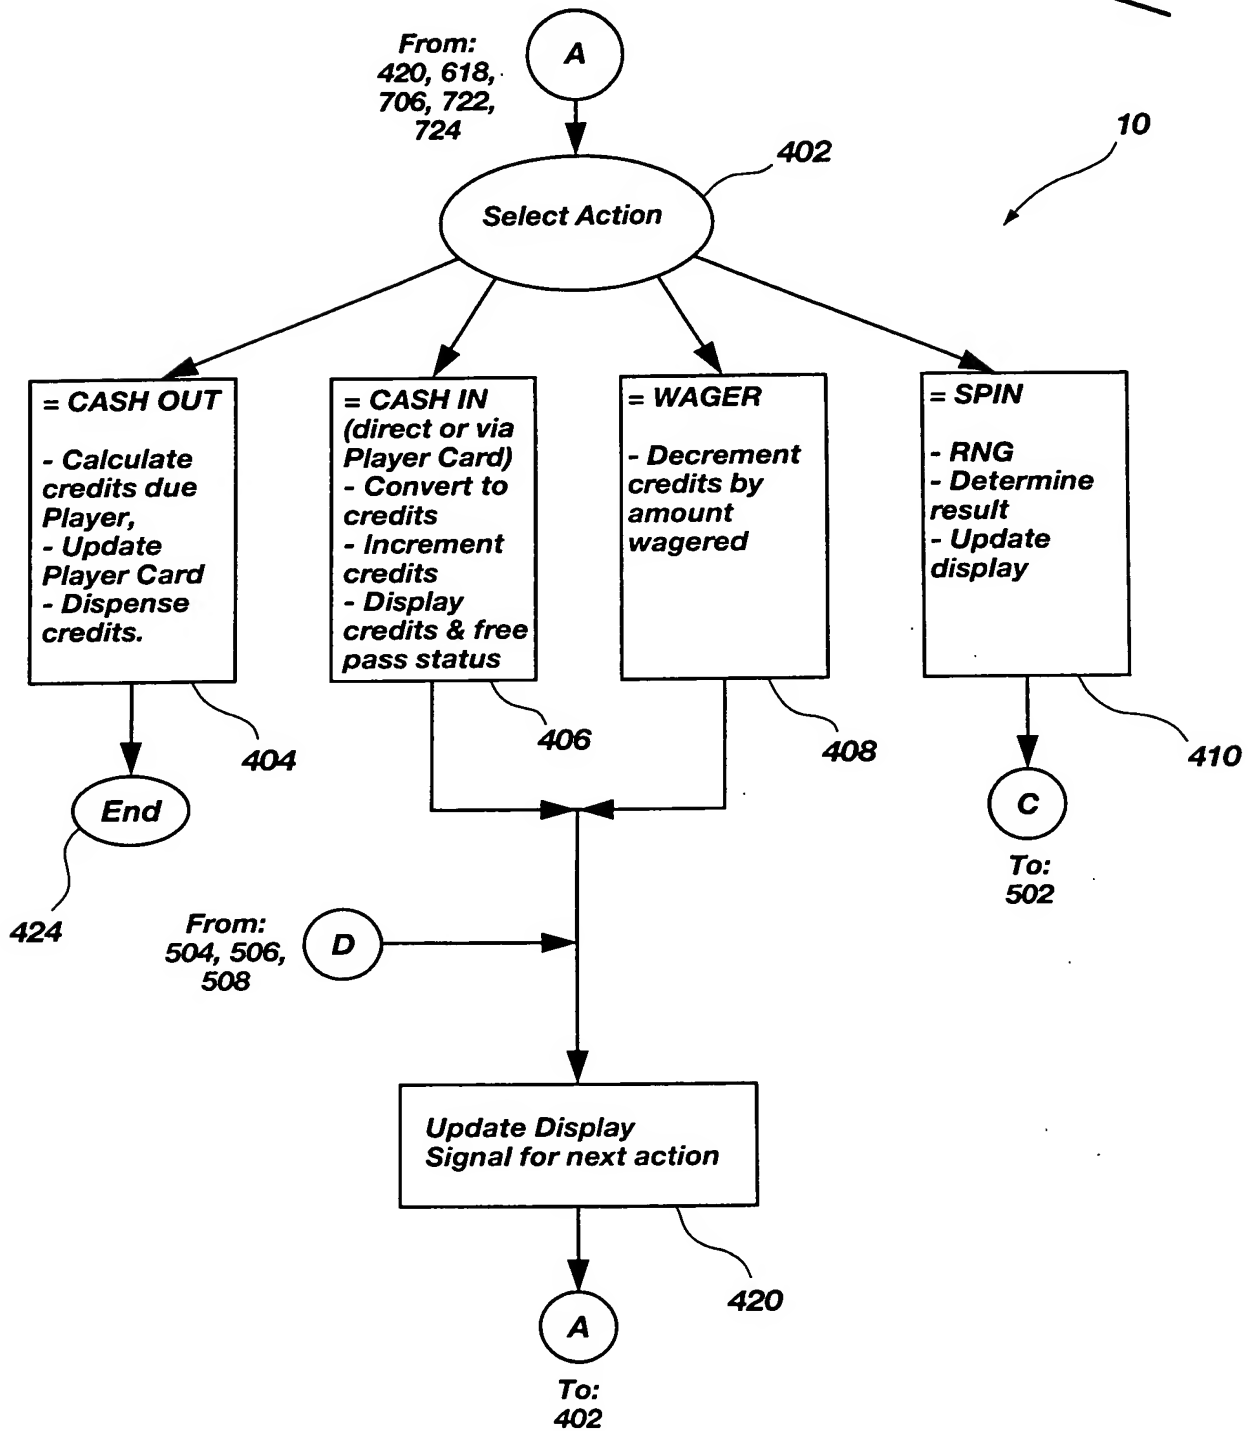 From:
420, 618,
706, 722,
724
A
10
402
Select Action
= CASH OUT
- Calculate
credits due
Player,
- Update
Player Card
- Dispense
credits.
= CASH IN
(direct or via
Player Card)
- Convert to
credits
- Increment
credits
- Display
credits & free
pass status
= WAGER
- Decrement
credits by
amount
wagered
= SPIN
- RNG
- Determine
result
- Update
display
404
406
408
410
End
424
C
To:
502
From:
504, 506,
508
D
Update Display
Signal for next action
420
A
To:
402